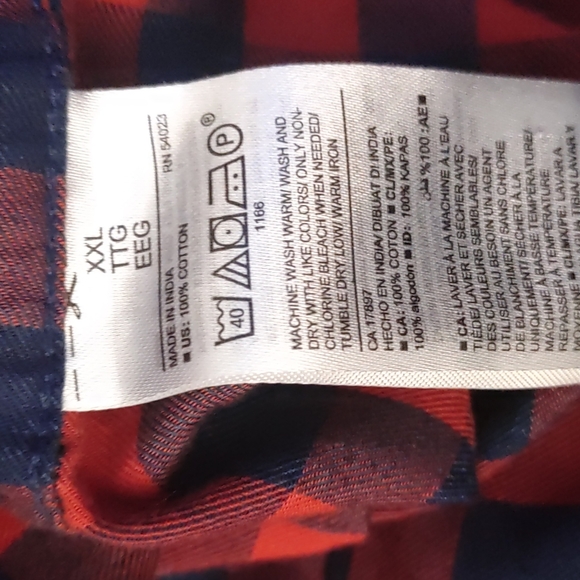 XXL
TTG
EEG
RN 54023
MADE IN INDIA
■ US: 100% COTTON
40 P ®
1166
MACHINE WASH WARM/ WASH AND
DRY WITH LIKE COLORS/ ONLY NON-
CHLORINE BLEACH WHEN NEEDED/
TUMBLE DRY LOW/ WARM IRON
CA 17897
HECHO EN INDIA/ DIBUAT DI INDIA
■ CA: 100% COTON ■ CL/MX/PE:
100% algodón ■ ID: 100% KAPAS
%100 :AE■
■ CA: LAVER À LA MACHINE À L'EAU
TIÈDE/ LAVER ET SÉCHER AVEC
DES COULEURS SEMBLABLES/
UTILISER AU BESOIN UN AGENT
DE BLANCHIMENT SANS CHLORE
UNIQUEMENT/ SÉCHER À LA
MACHINE À BASSE TEMPÉRATURE/
REPASSER À TEMPÉRATURE